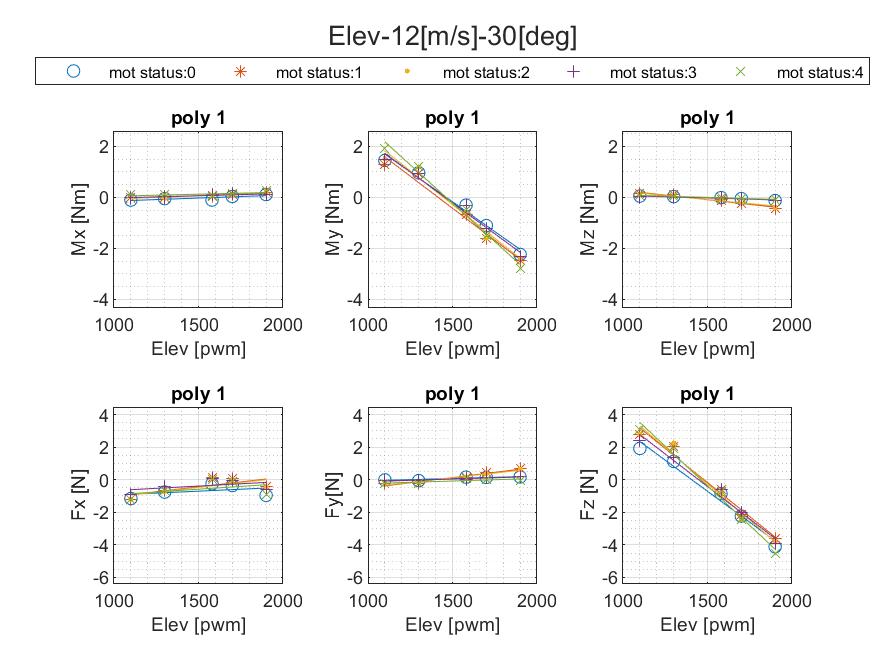 Elev-12[m/s]-30[deg]
mot status:0 mot status:1 mot status:2 mot status:3 mot status:4
poly 1 poly 1 poly 1
2 2 2
0 0 0
-2 -2 -2
-4 -4 -4
Mx [Nm] My [Nm] Mz [Nm]
1000 1500 2000 1000 1500 2000 1000 1500 2000
Elev [pwm] Elev [pwm] Elev [pwm]
poly 1 poly 1 poly 1
4 4 4
2 2 2
0 0 0
-2 -2 -2
-4 -4 -4
-6 -6 -6
Fx [N] Fy[N] Fz [N]
1000 1500 2000 1000 1500 2000 1000 1500 2000
Elev [pwm] Elev [pwm] Elev [pwm]